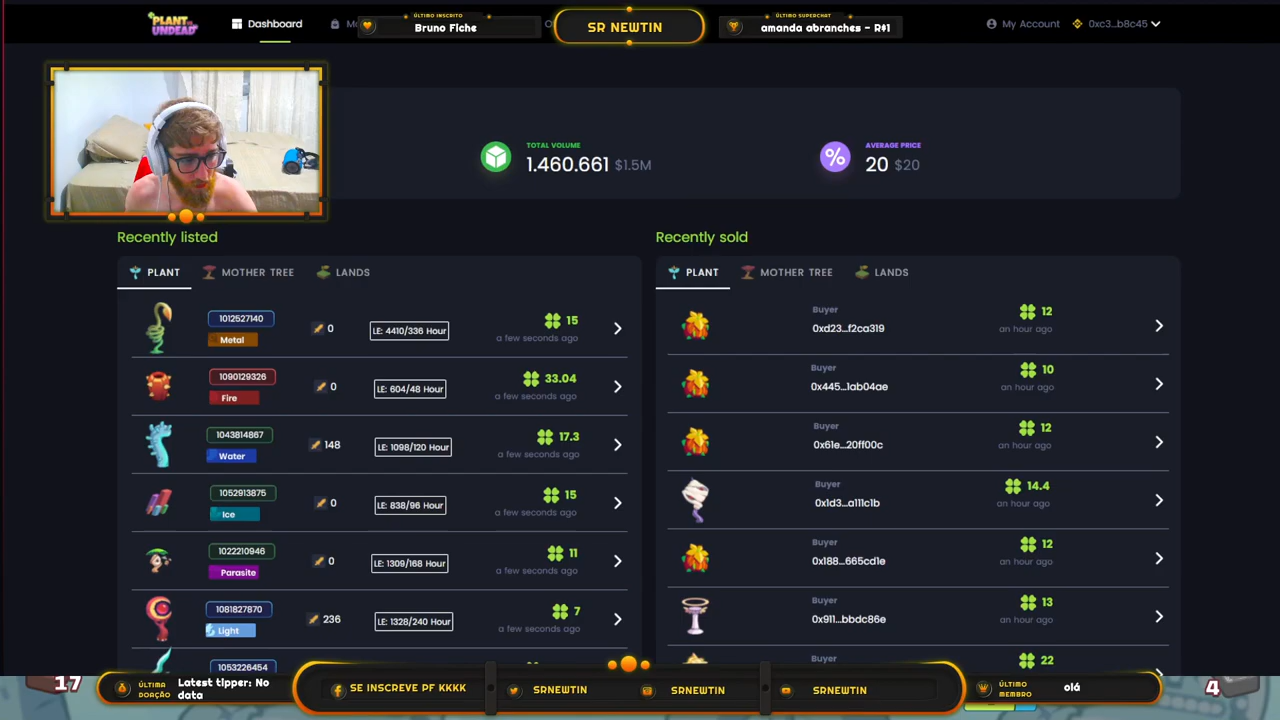 PLANT vs UNDEAD
Dashboard
ÚLTIMO INSCRITO
Bruno Fiche
SR NEWTIN
ÚLTIMO SUPERCHAT
amanda abranches - R$1
My Account
0xc3...b8c45
TOTAL VOLUME
1.460.661 $1.5M
AVERAGE PRICE
20 $20
Recently listed
PLANT MOTHER TREE LANDS
1012527140
Metal
0
LE: 4410/336 Hour
15
a few seconds ago
1090129326
Fire
0
LE: 604/48 Hour
33.04
a few seconds ago
1043814867
Water
148
LE: 1098/120 Hour
17.3
a few seconds ago
1052913875
Ice
0
LE: 838/96 Hour
15
a few seconds ago
1022210946
Parasite
0
LE: 1309/168 Hour
11
a few seconds ago
1081827870
Light
236
LE: 1328/240 Hour
7
a few seconds ago
1053226454
Recently sold
PLANT MOTHER TREE LANDS
Buyer
0xd23...f2ca319
12
an hour ago
Buyer
0x445...1ab04ae
10
an hour ago
Buyer
0x61e...20ff00c
12
an hour ago
Buyer
0x1d3...a111c1b
14.4
an hour ago
Buyer
0x188...665cd1e
12
an hour ago
Buyer
0x911...bbdc86e
13
an hour ago
Buyer
22
17
ÚLTIMA DOAÇÃO
Latest tipper: No data
SE INSCREVE PF KKKK
SRNEWTIN
SRNEWTIN
SRNEWTIN
ÚLTIMO MEMBRO
olá
4